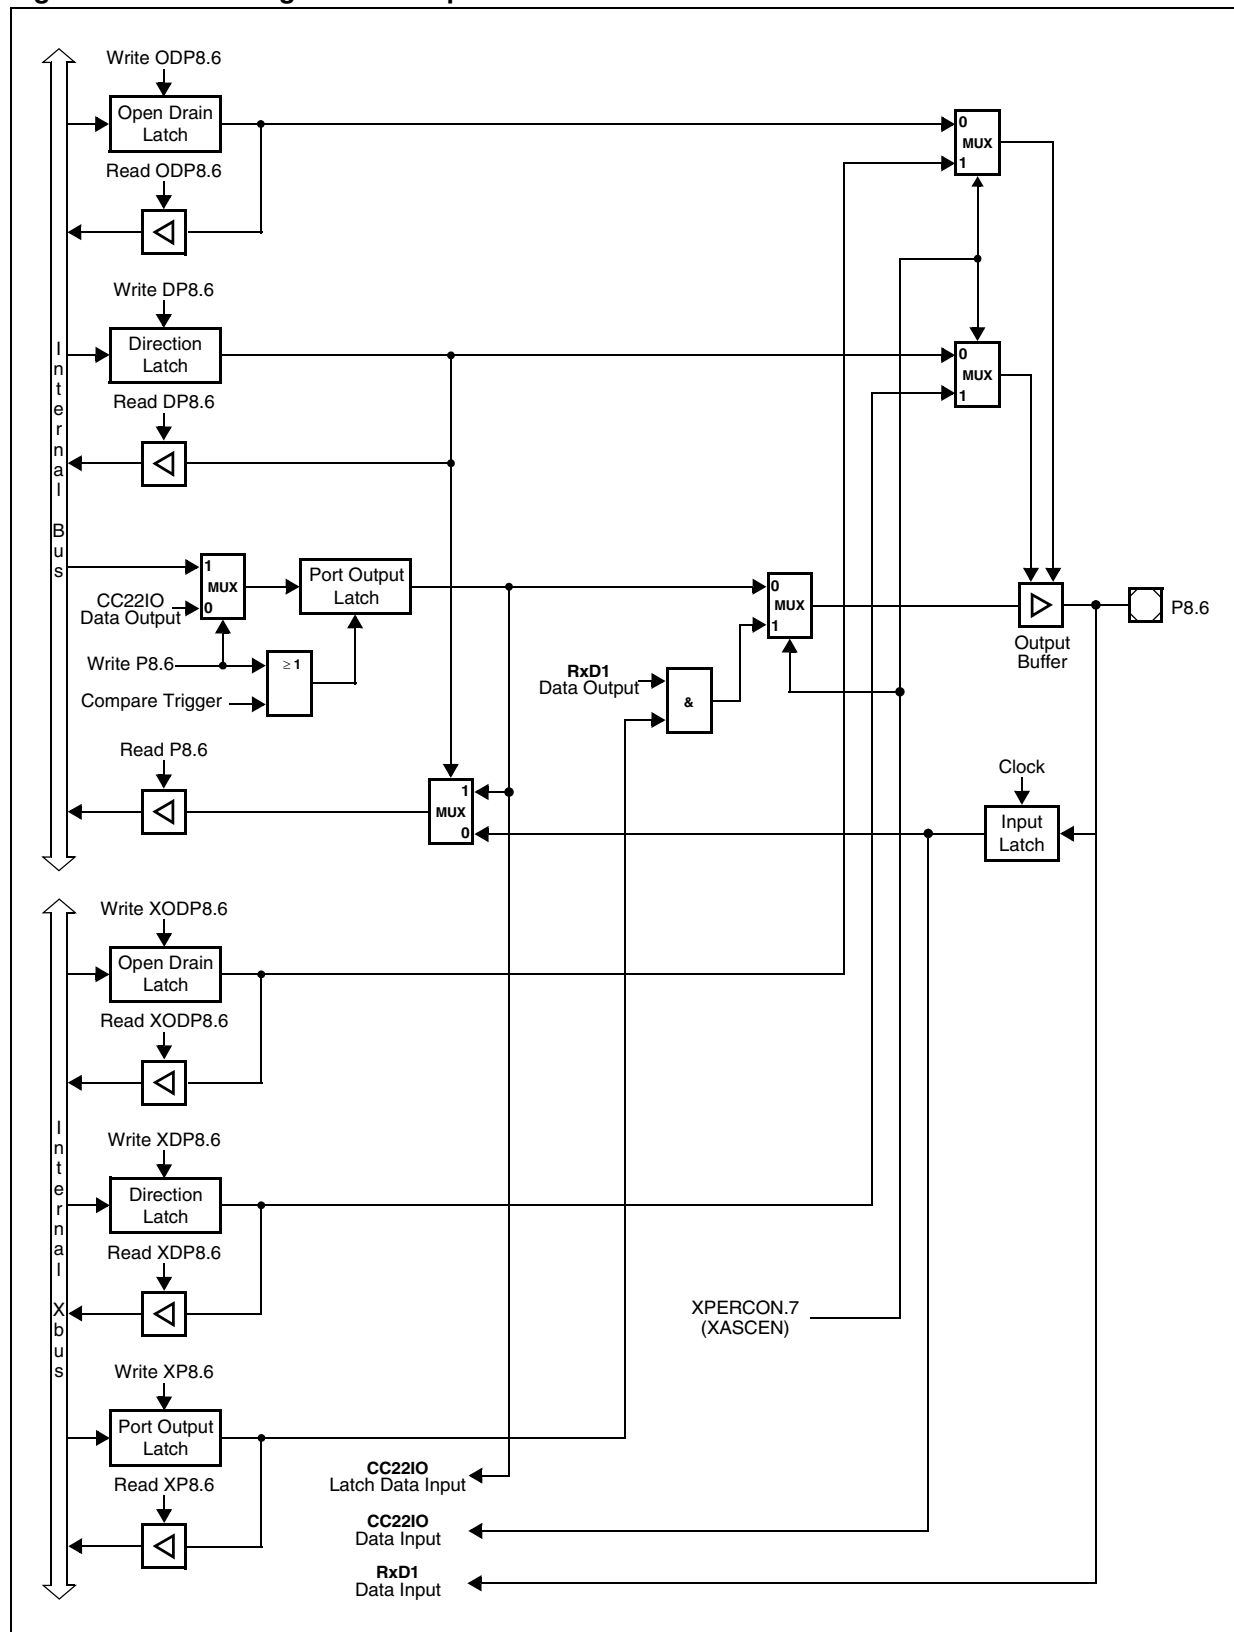 Write ODP8.6
Open Drain
Latch
0
MUX
1
Read ODP8.6
Write DP8.6
Direction
Latch
0
MUX
1
Read DP8.6
Internal Bus
1
MUX
0
CC22IO
Data Output
Port Output
Latch
0
MUX
1
P8.6
Output
Buffer
Write P8.6
≥ 1
Compare Trigger
RxD1
Data Output
&
Read P8.6
1
MUX
0
Clock
Input
Latch
Write XODP8.6
Open Drain
Latch
Read XODP8.6
Internal Xbus
Write XDP8.6
Direction
Latch
Read XDP8.6
XPERCON.7
(XASCEN)
Write XP8.6
Port Output
Latch
Read XP8.6
CC22IO
Latch Data Input
CC22IO
Data Input
RxD1
Data Input